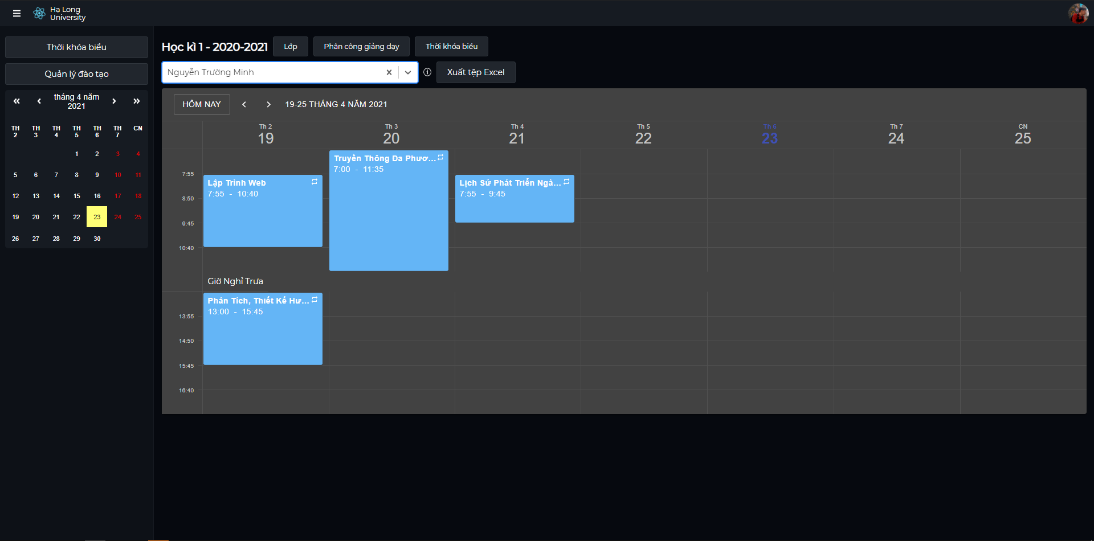 Hạ Long
University
Thời khóa biểu
Quản lý đào tạo
tháng 4 năm
2021
TH 2 TH 3 TH 4 TH 5 TH 6 TH 7 CN
1 2 3 4
5 6 7 8 9 10 11
12 13 14 15 16 17 18
19 20 21 22 23 24 25
26 27 28 29 30
Học kì 1 - 2020-2021 Lớp Phân công giảng dạy Thời khóa biểu
Nguyễn Trường Minh Xuất tệp Excel
HÔM NAY 19-25 THÁNG 4 NĂM 2021
Th 2 Th 3 Th 4 Th 5 Th 6 Th 7 CN
19 20 21 22 23 24 25
Truyền Thông Đa Phươ...
7:00 - 11:35
7:55
Lập Trình Web
7:55 - 10:40
Lịch Sử Phát Triển Ngà...
7:55 - 9:45
8:50
9:45
10:40
Giờ Nghỉ Trưa
Phân Tích, Thiết Kế Hư...
13:00 - 15:45
13:55
14:50
15:45
16:40